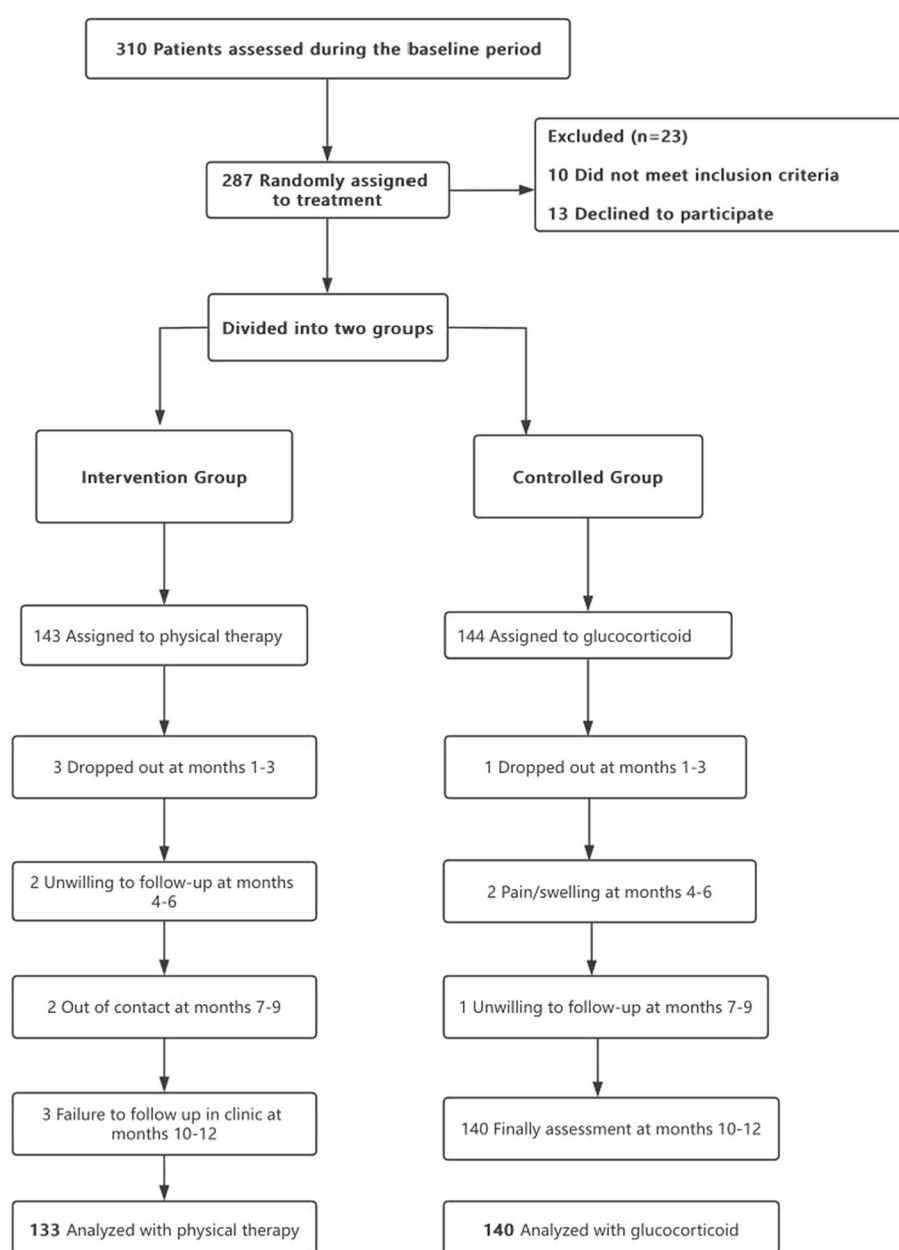 310 Patients assessed during the baseline period
Excluded (n=23)
10 Did not meet inclusion criteria
13 Declined to participate
287 Randomly assigned
to treatment
Divided into two groups
Intervention Group
Controlled Group
143 Assigned to physical therapy
144 Assigned to glucocorticoid
3 Dropped out at months 1-3
1 Dropped out at months 1-3
2 Unwilling to follow-up at months
4-6
2 Pain/swelling at months 4-6
2 Out of contact at months 7-9
1 Unwilling to follow-up at months 7-9
3 Failure to follow up in clinic at
months 10-12
140 Finally assessment at months 10-12
133 Analyzed with physical therapy
140 Analyzed with glucocorticoid